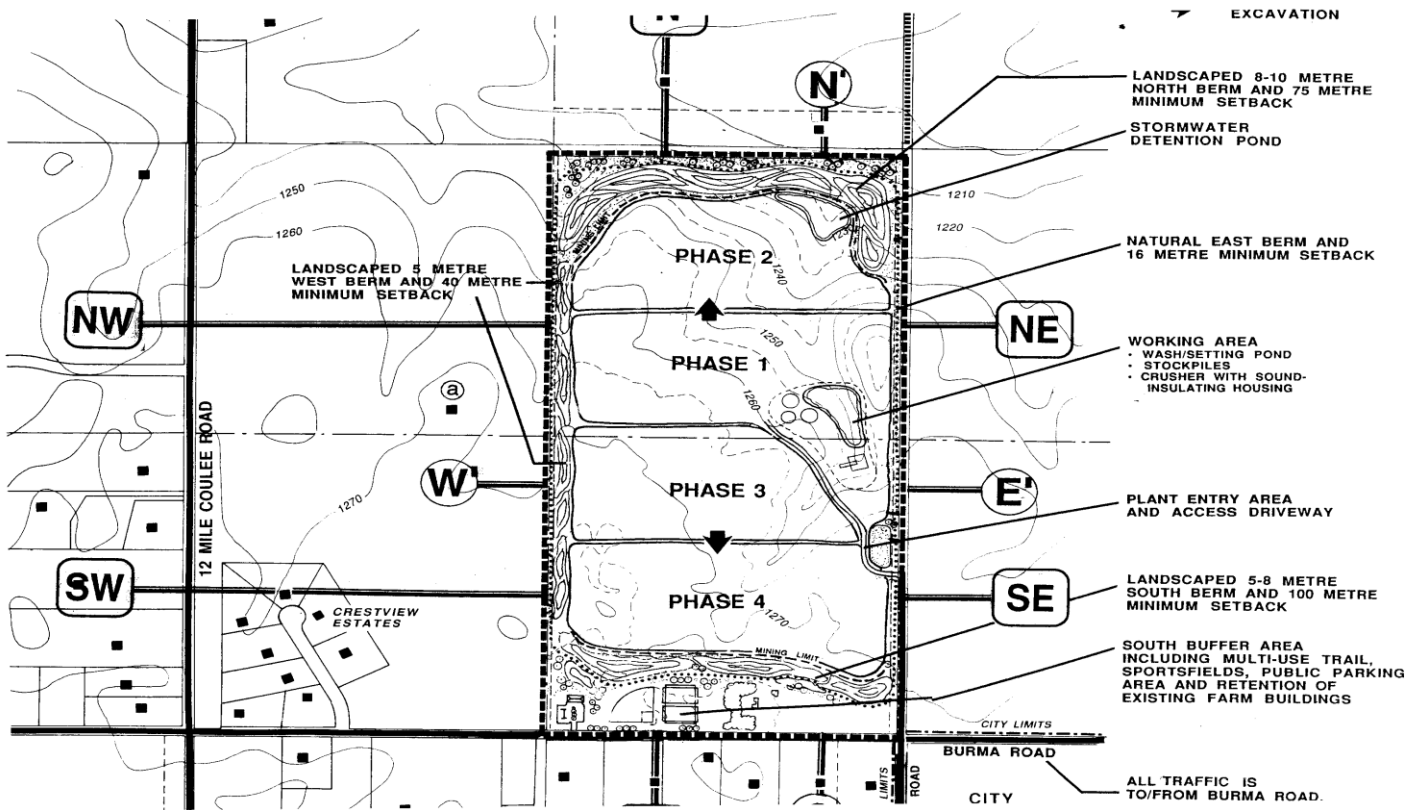 EXCAVATION
N'
LANDSCAPED 8-10 METRE
NORTH BERM AND 75 METRE
MINIMUM SETBACK
STORMWATER
DETENTION POND
1250
1260
1210
1220
MINING LIMIT
PHASE 2
1240
NATURAL EAST BERM AND
16 METRE MINIMUM SETBACK
LANDSCAPED 5 METRE
WEST BERM AND 40 METRE
MINIMUM SETBACK
NW
NE
1250
PHASE 1
WORKING AREA
· WASH/SETTING POND
· STOCKPILES
· CRUSHER WITH SOUND-
INSULATING HOUSING
a
1260
12 MILE COULEE ROAD
W'
E'
1270
PHASE 3
PLANT ENTRY AREA
AND ACCESS DRIVEWAY
SW
SE
CRESTVIEW
ESTATES
PHASE 4
1270
LANDSCAPED 5-8 METRE
SOUTH BERM AND 100 METRE
MINIMUM SETBACK
MINING LIMIT
SOUTH BUFFER AREA
INCLUDING MULTI-USE TRAIL,
SPORTSFIELDS, PUBLIC PARKING
AREA AND RETENTION OF
EXISTING FARM BUILDINGS
CITY LIMITS
BURMA ROAD
LIMITS
ROAD
CITY
ALL TRAFFIC IS
TO/FROM BURMA ROAD.